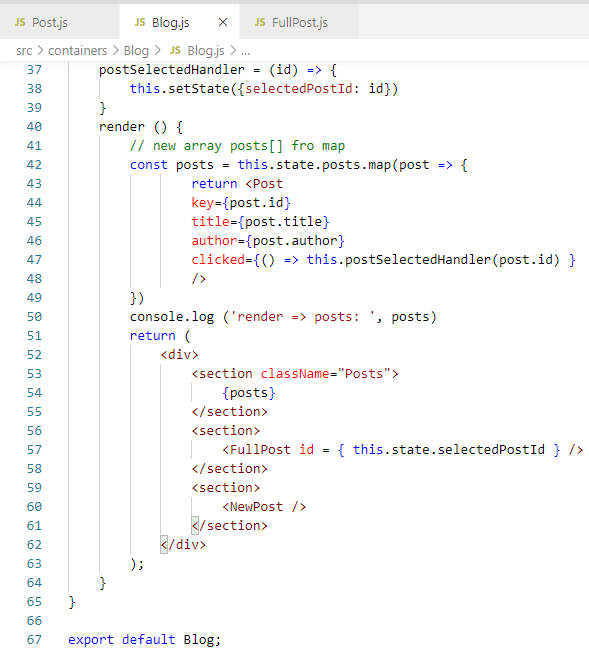 JS Post.js JS Blog.js × JS FullPost.js
src > containers > Blog > JS Blog.js > ...
37     postSelectedHandler = (id) => {
38         this.setState({selectedPostId: id})
39     }
40     render () {
41         // new array posts[] fro map
42         const posts = this.state.posts.map(post => {
43                 return <Post
44                 key={post.id}
45                 title={post.title}
46                 author={post.author}
47                 clicked={() => this.postSelectedHandler(post.id) }
48                 />
49         })
50         console.log ('render => posts: ', posts)
51         return (
52             <div>
53                 <section className="Posts">
54                     {posts}
55                 </section>
56                 <section>
57                     <FullPost id = { this.state.selectedPostId } />
58                 </section>
59                 <section>
60                     <NewPost />
61                 </section>
62             </div>
63         );
64     }
65 }
66
67 export default Blog;